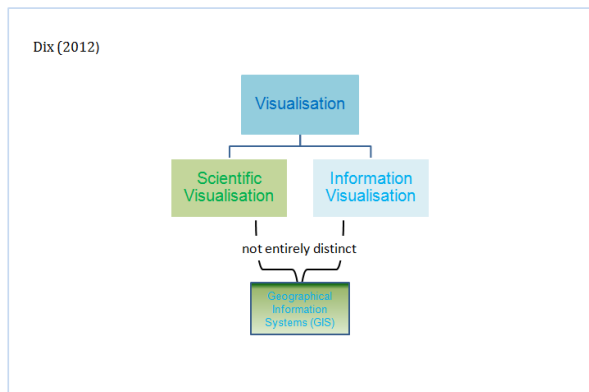 Dix (2012)
Visualisation
Scientific
Visualisation
Information
Visualisation
not entirely distinct
Geographical
Information
Systems (GIS)